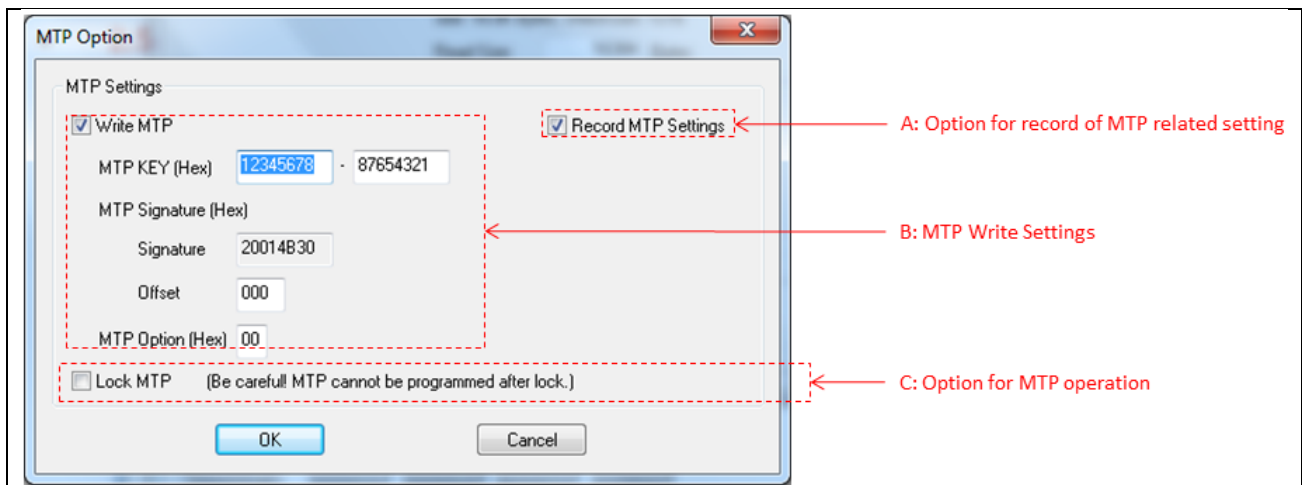 MTP Option
MTP Settings
Write MTP
Record MTP Settings
A: Option for record of MTP related setting
MTP KEY (Hex) 12345678 - 87654321
MTP Signature (Hex)
B: MTP Write Settings
Signature 20014B30
Offset 000
MTP Option (Hex) 00
Lock MTP (Be careful! MTP cannot be programmed after lock.)
C: Option for MTP operation
OK
Cancel